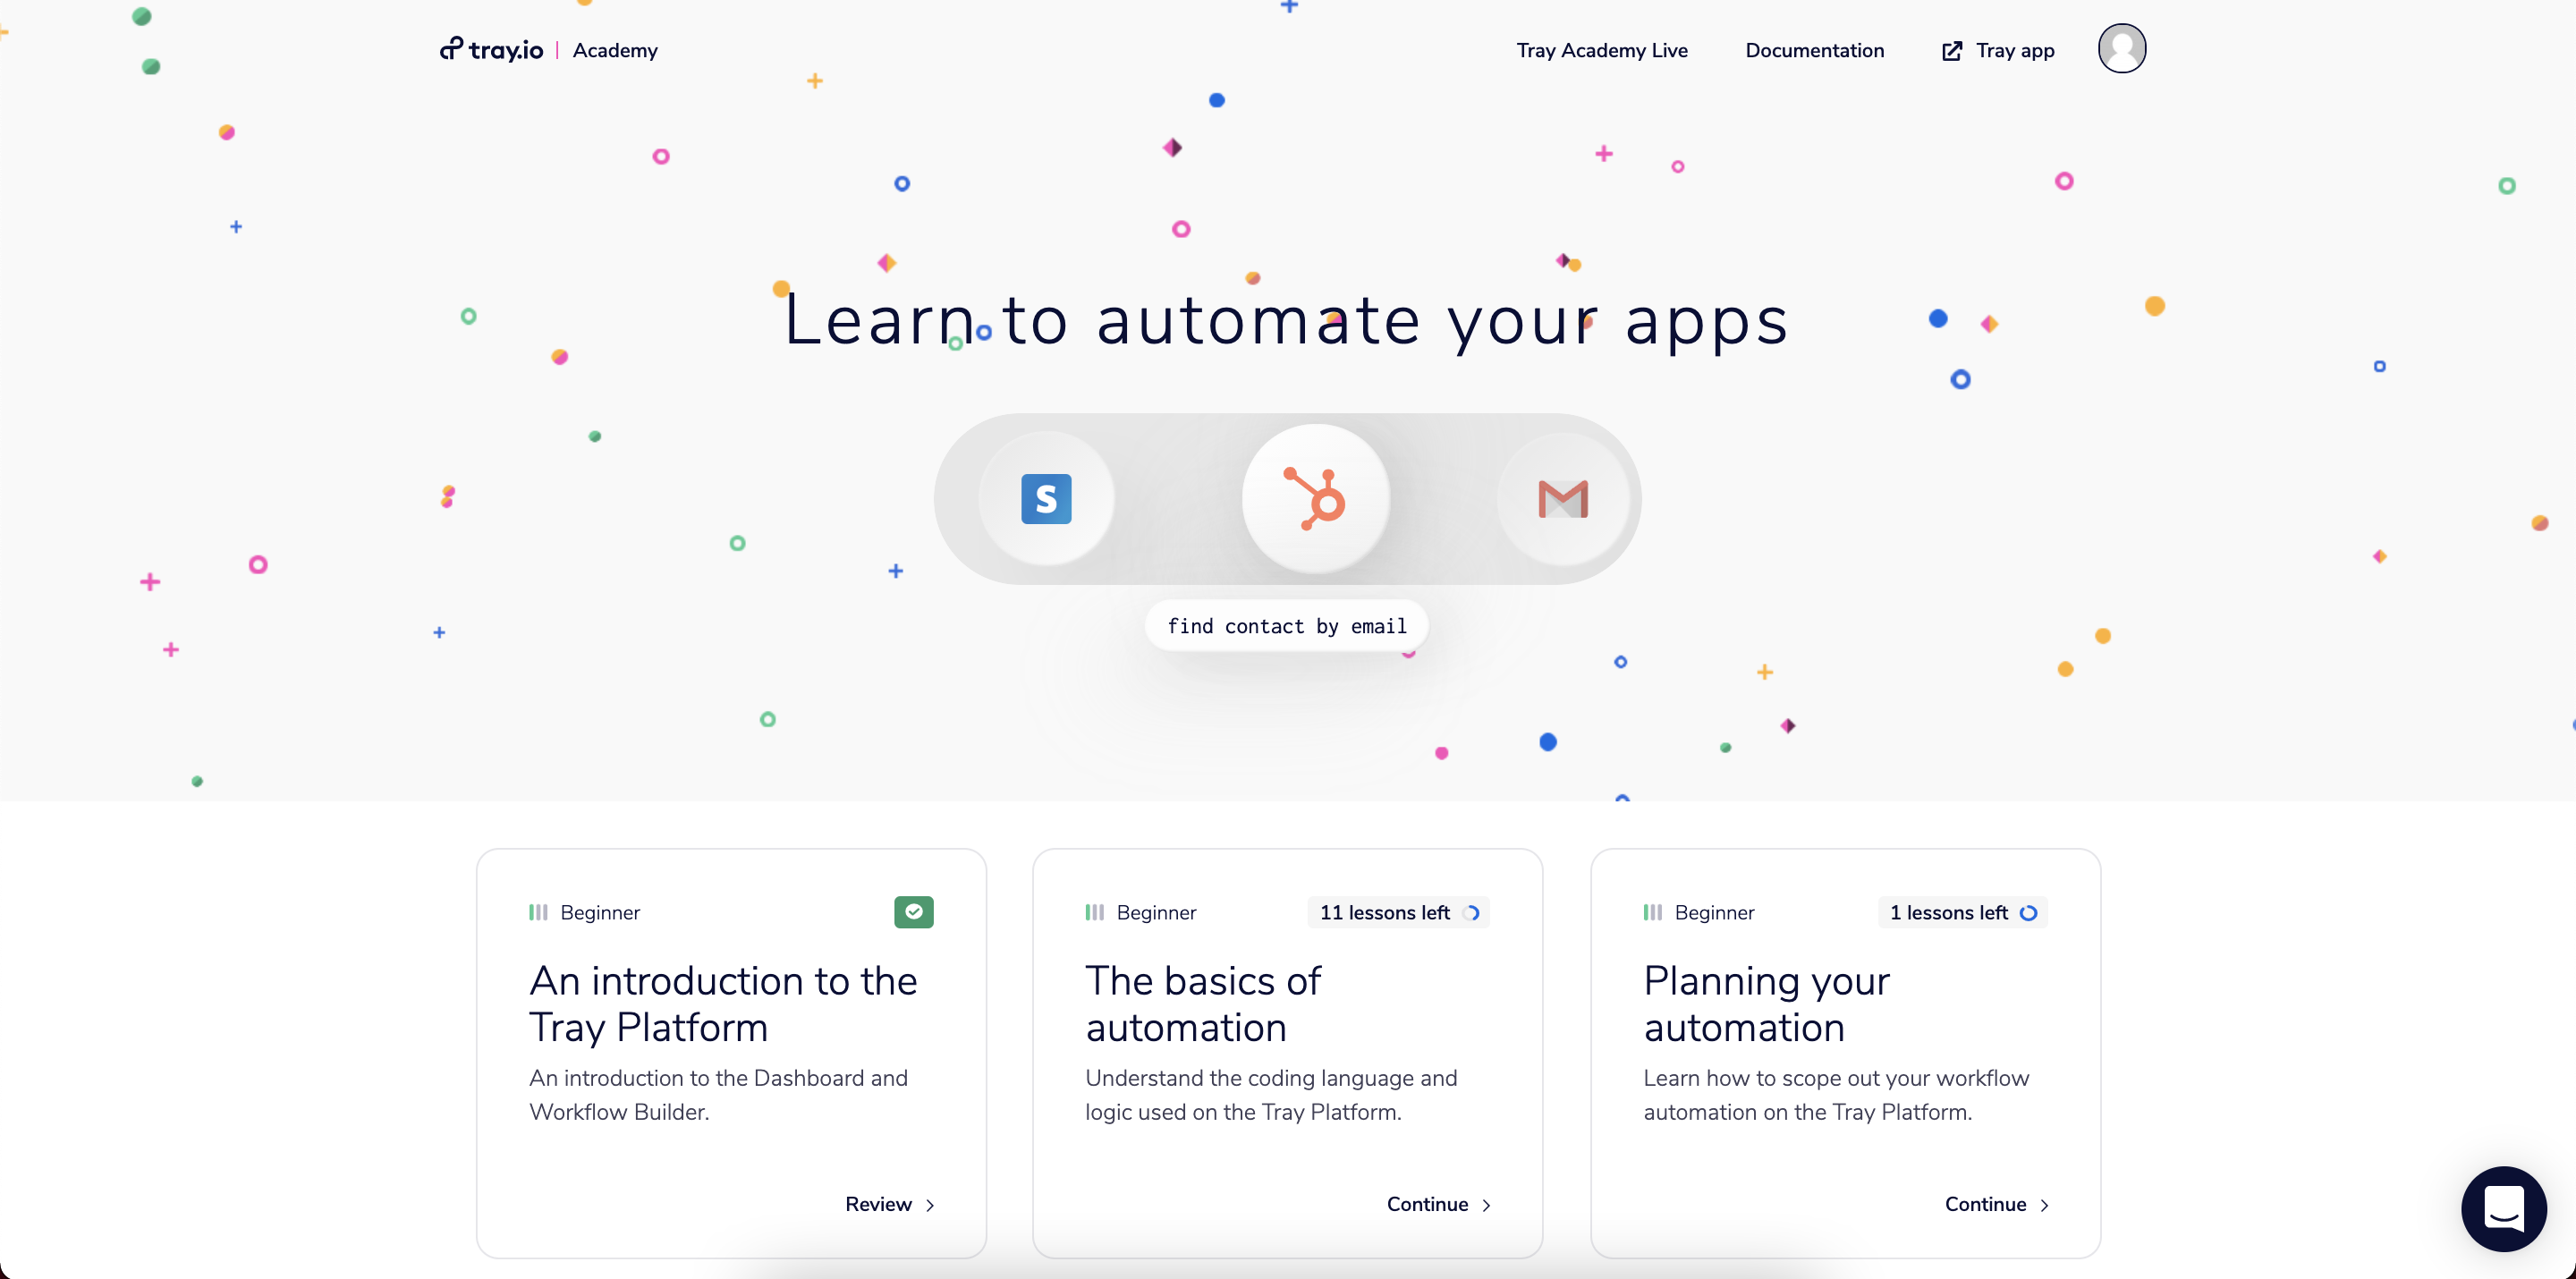 tray.io | Academy
Tray Academy Live
Documentation
Tray app
Learn to automate your apps
S
find contact by email
Beginner
An introduction to the
Tray Platform
An introduction to the Dashboard and
Workflow Builder.
Review
Beginner
11 lessons left
The basics of
automation
Understand the coding language and
logic used on the Tray Platform.
Continue
Beginner
1 lessons left
Planning your
automation
Learn how to scope out your workflow
automation on the Tray Platform.
Continue